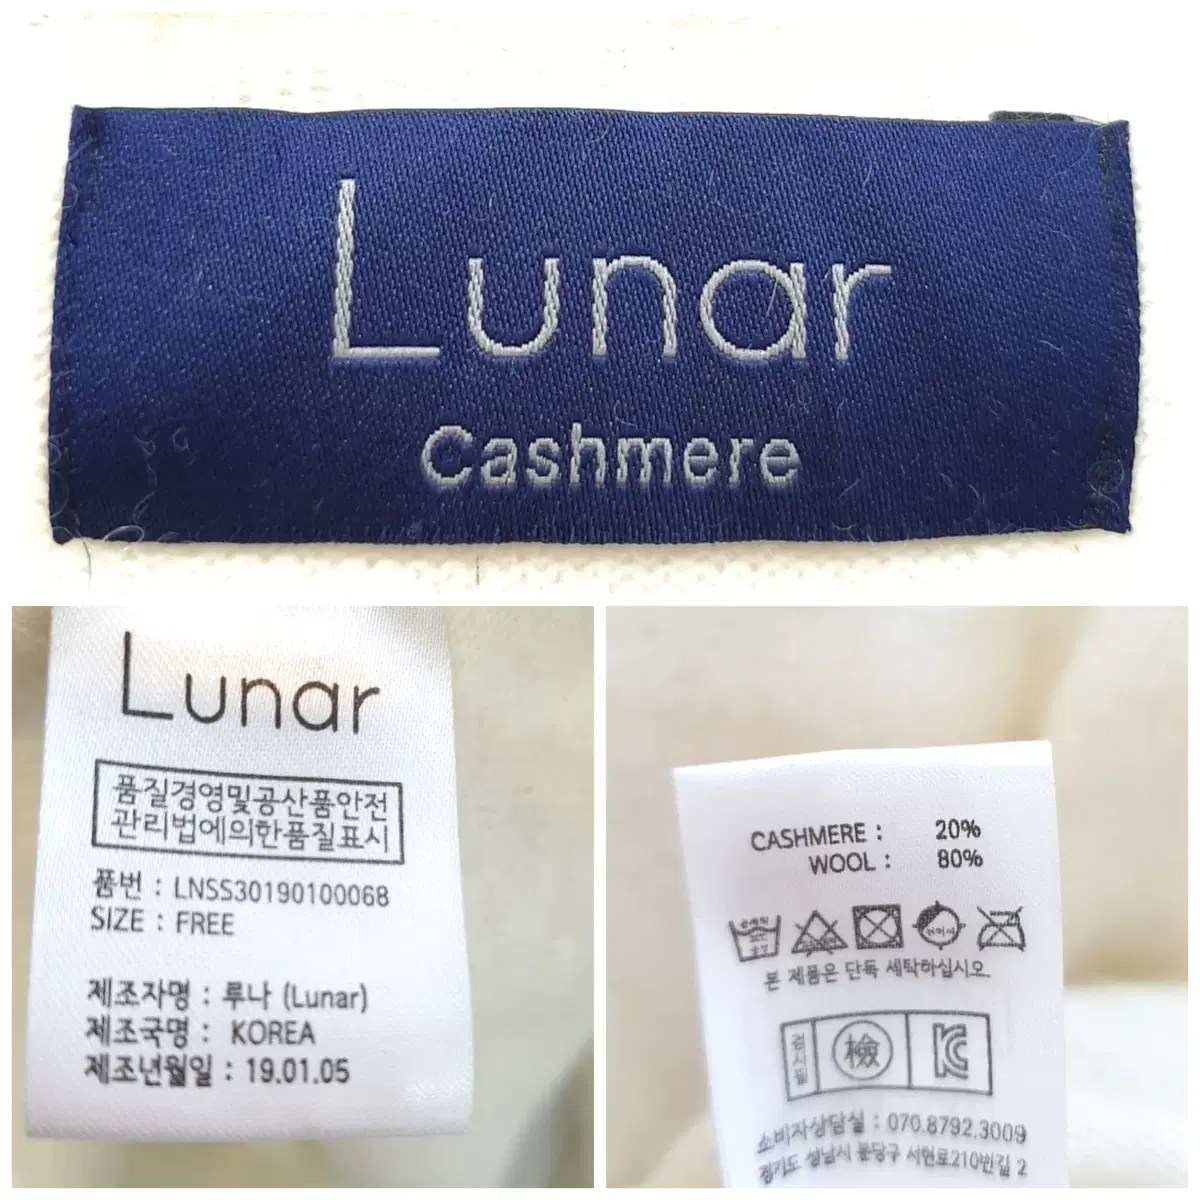 Lunar
Cashmere
Lunar
품질경영및공산품안전
관리법에의한품질표시
품번 : LNSS30190100068
SIZE : FREE
제조자명 : 루나 (Lunar)
제조국명 : KOREA
제조년월일 : 19.01.05
CASHMERE : 20%
WOOL : 80%
본 제품은 단독 세탁하십시오.
검사필 檢 KC
소비자상담실 : 070.8792.3009
경기도 성남시 분당구 서현로210번길 2